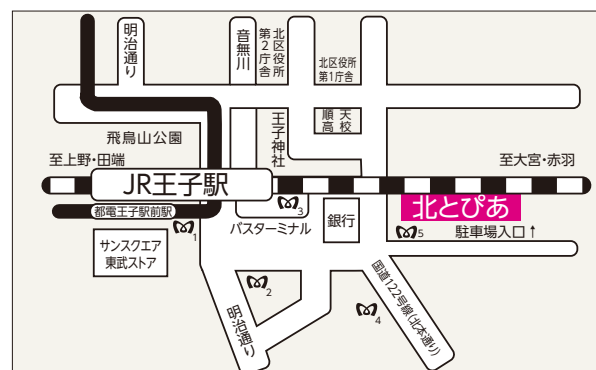 明治通り
音無川
北区役所
第2庁舎
北区役所
第1庁舎
順天
高校
王子神社
飛鳥山公園
至上野・田端
至大宮・赤羽
JR王子駅
都電王子駅前駅
北とぴあ
3
バスターミナル
銀行
5
駐車場入口↑
1
サンスクエア
東武ストア
2
4
明治通り
国道122号線(北本通り)